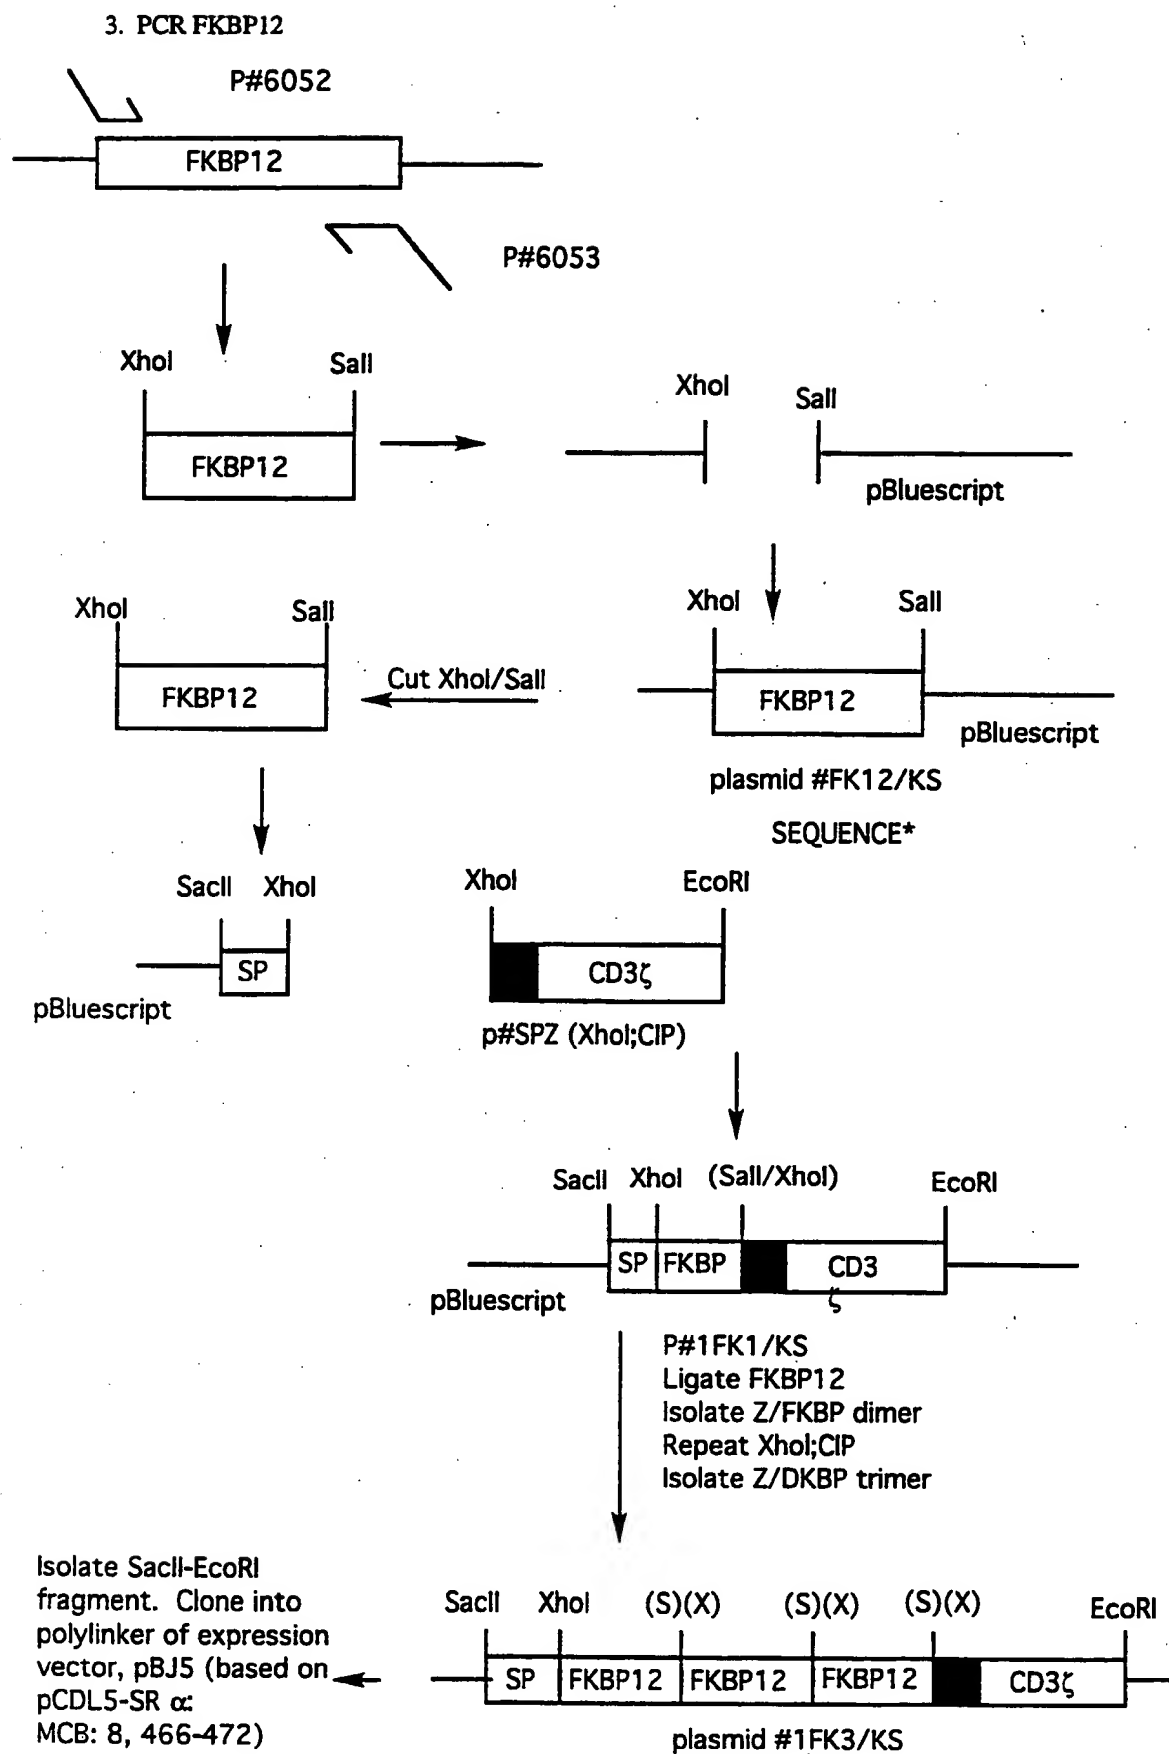 3. PCR FKBP12
P#6052
FKBP12
P#6053
XhoI SalI
FKBP12
XhoI SalI
pBluescript
XhoI SalI
FKBP12
Cut XhoI/SalI
XhoI SalI
FKBP12
pBluescript
plasmid #FK12/KS
SEQUENCE*
SacII XhoI
SP
pBluescript
XhoI EcoRI
CD3ζ
p#SPZ (XhoI;CIP)
SacII XhoI (SalI/XhoI) EcoRI
SP FKBP CD3
ζ
pBluescript
P#1FK1/KS
Ligate FKBP12
Isolate Z/FKBP dimer
Repeat XhoI;CIP
Isolate Z/DKBP trimer
Isolate SacII-EcoRI
fragment. Clone into
polylinker of expression
vector, pBJ5 (based on
pCDL5-SR α:
MCB: 8, 466-472)
SacII XhoI (S)(X) (S)(X) (S)(X) EcoRI
SP FKBP12 FKBP12 FKBP12 CD3ζ
plasmid #1FK3/KS